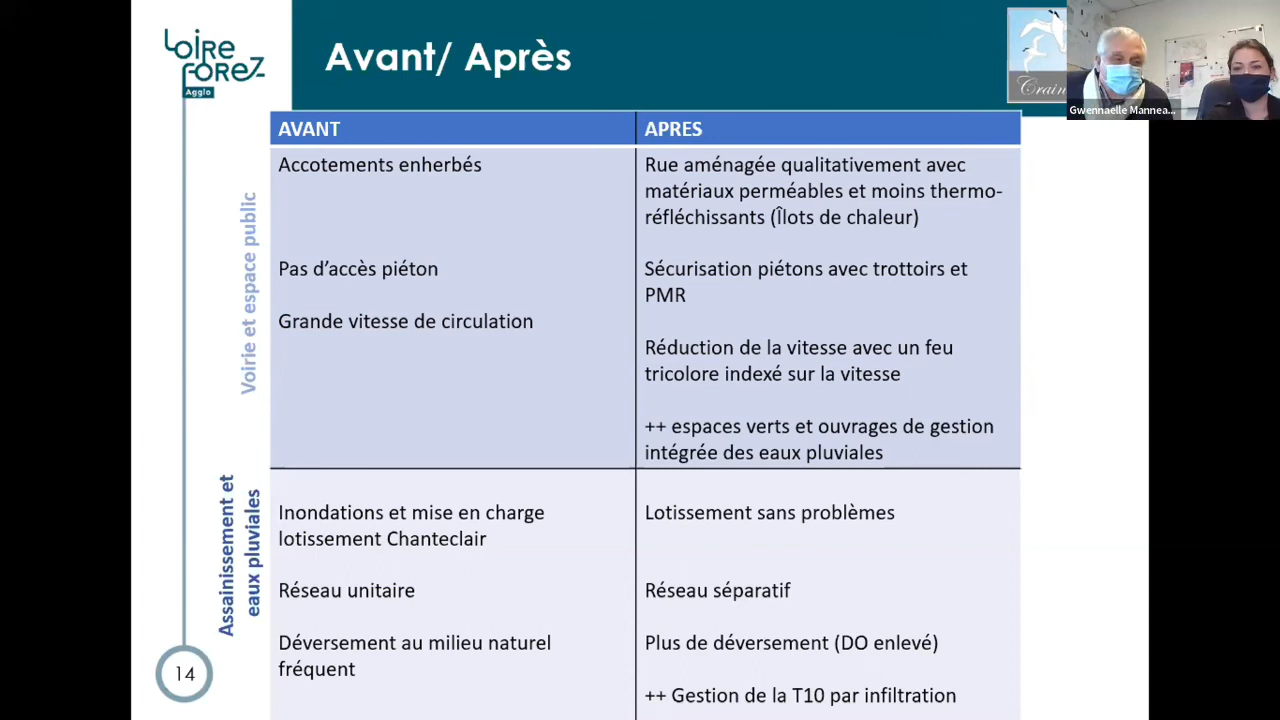 Loire
Forez
Agglo
Avant/ Après
Gwennaelle Mannea...
AVANT
APRES
Voirie et espace public
Accotements enherbés
Rue aménagée qualitativement avec
matériaux perméables et moins thermo-
réfléchissants (Îlots de chaleur)
Pas d’accès piéton
Sécurisation piétons avec trottoirs et
PMR
Grande vitesse de circulation
Réduction de la vitesse avec un feu
tricolore indexé sur la vitesse
++ espaces verts et ouvrages de gestion
intégrée des eaux pluviales
Assainissement et
eaux pluviales
Inondations et mise en charge
lotissement Chanteclair
Lotissement sans problèmes
Réseau unitaire
Réseau séparatif
Déversement au milieu naturel
fréquent
Plus de déversement (DO enlevé)
++ Gestion de la T10 par infiltration
14